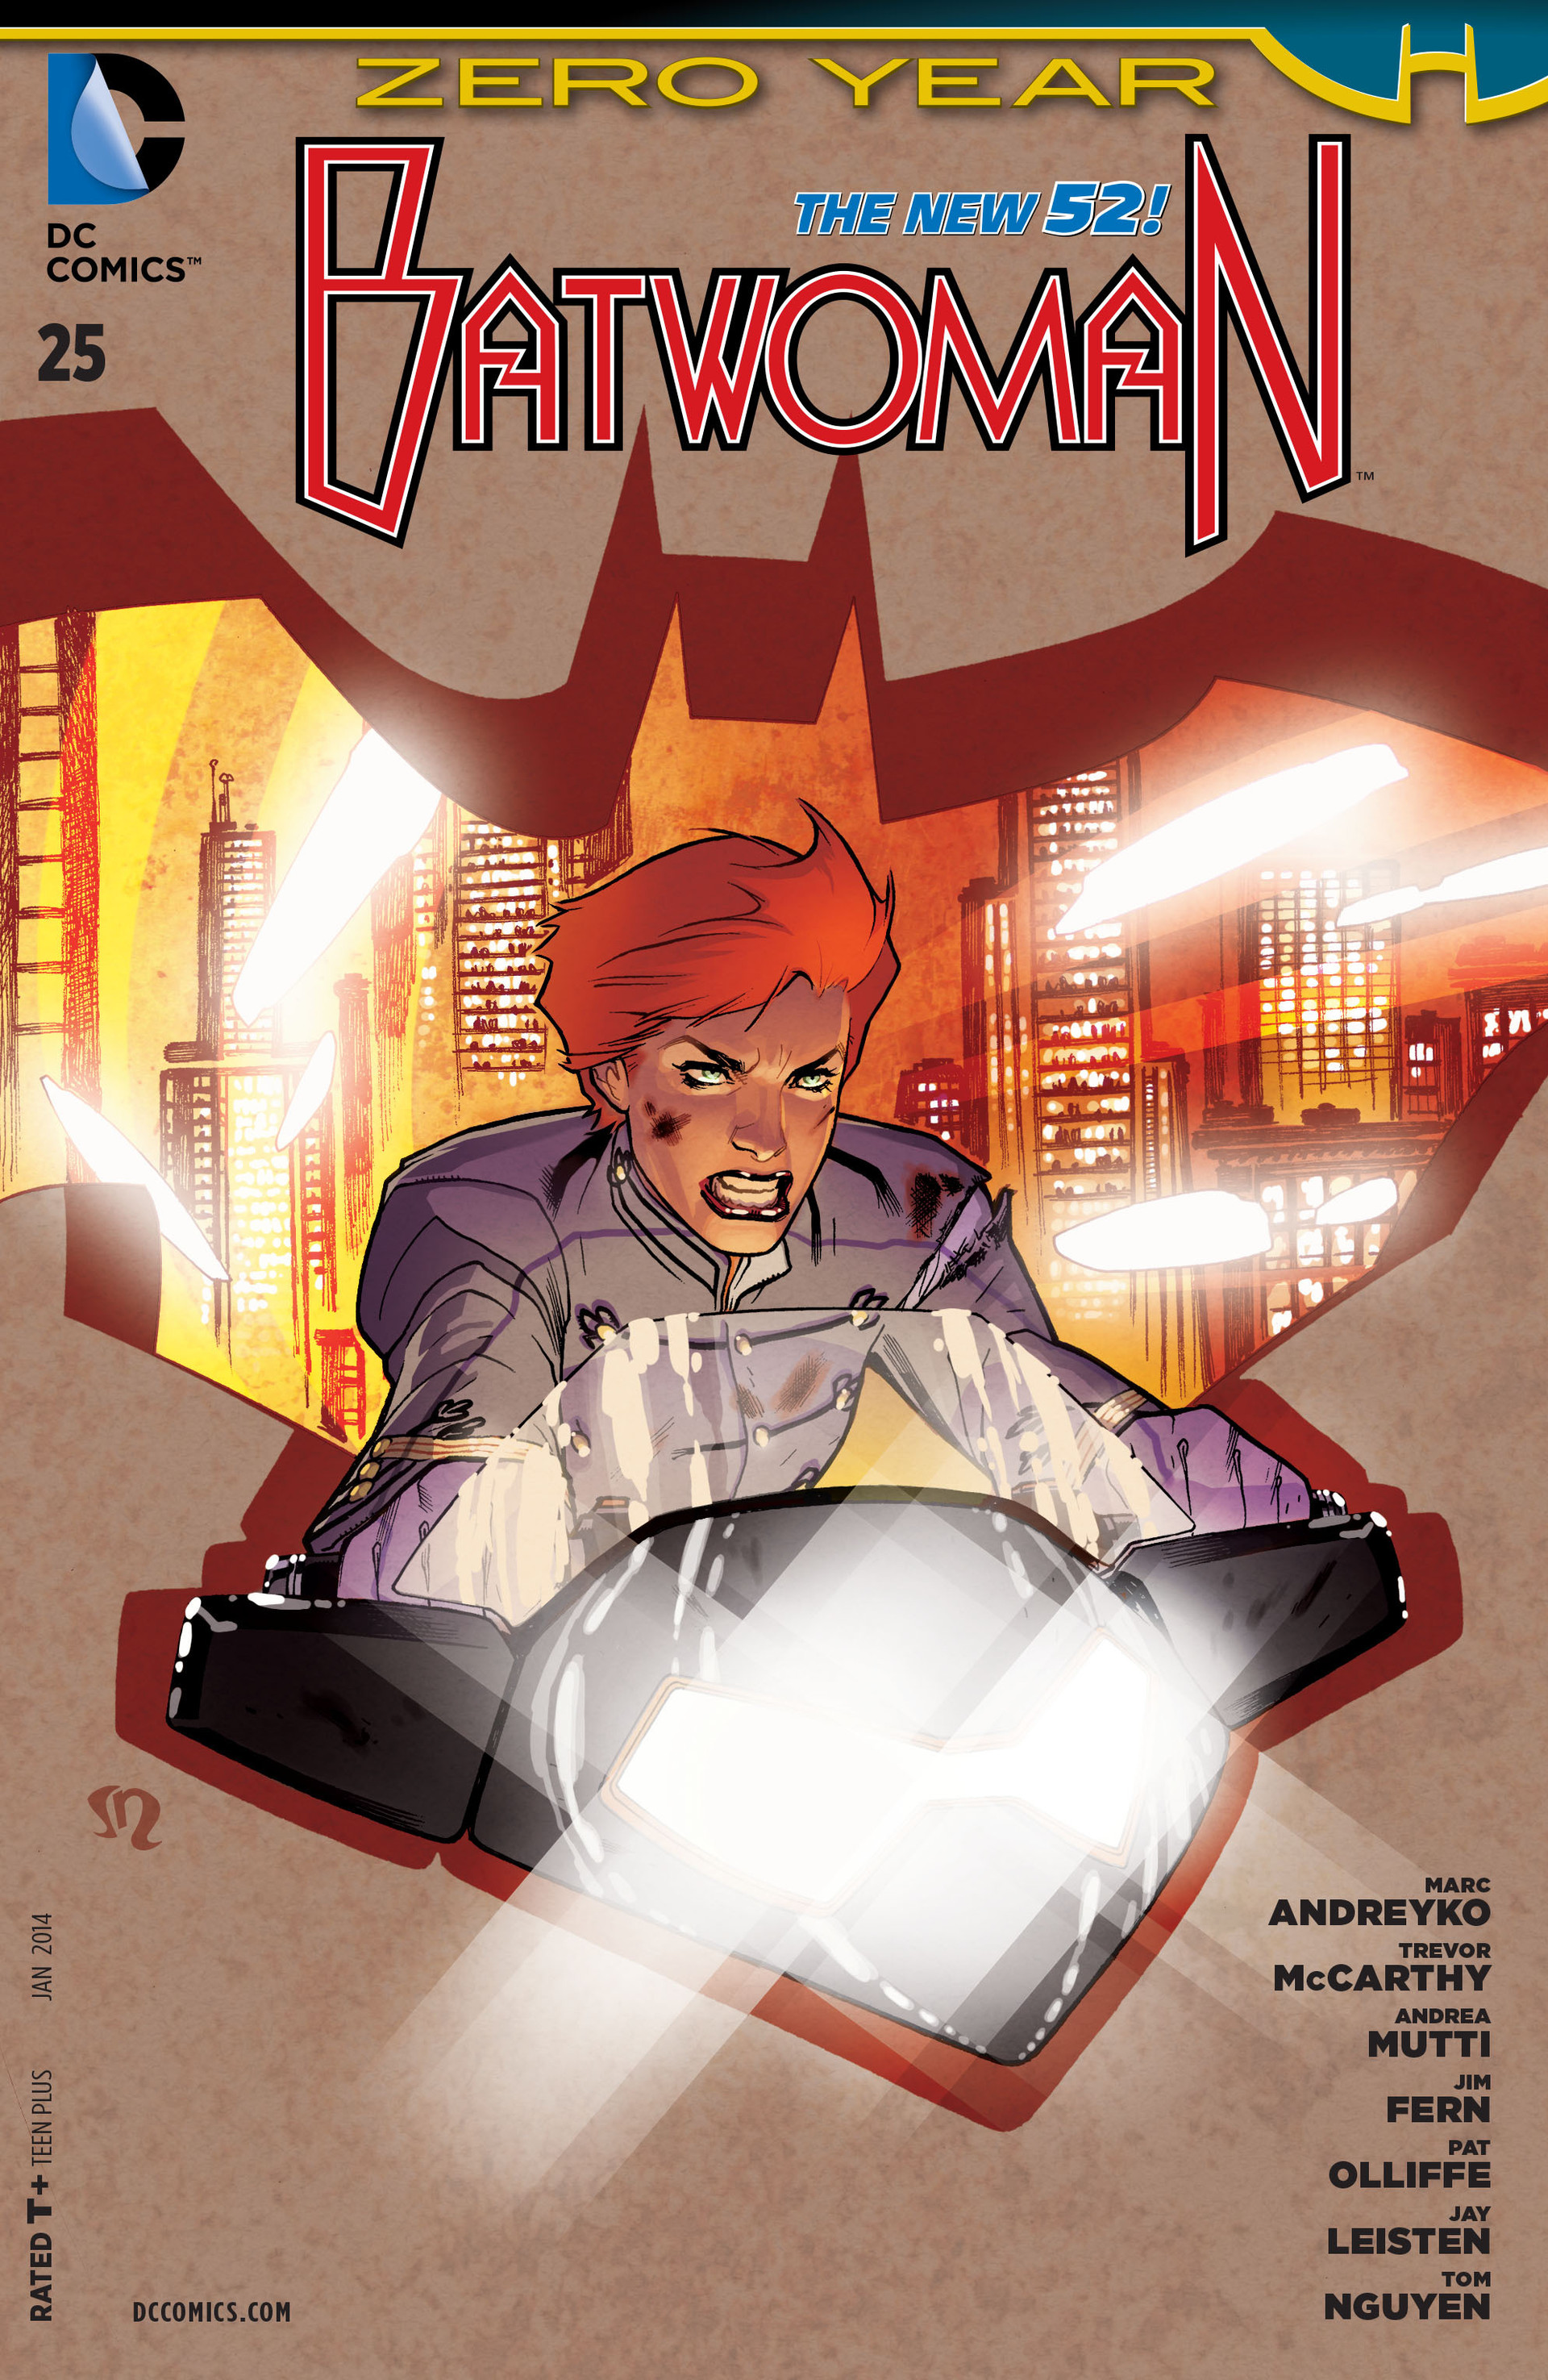 ZERO YEAR
DC
COMICS™
25
THE NEW 52!
BATWOMAN
™
MARC
ANDREYKO
TREVOR
McCARTHY
ANDREA
MUTTI
JIM
FERN
PAT
OLLIFFE
JAY
LEISTEN
TOM
NGUYEN
RATED T+ TEEN PLUS JAN 2014
DCCOMICS.COM